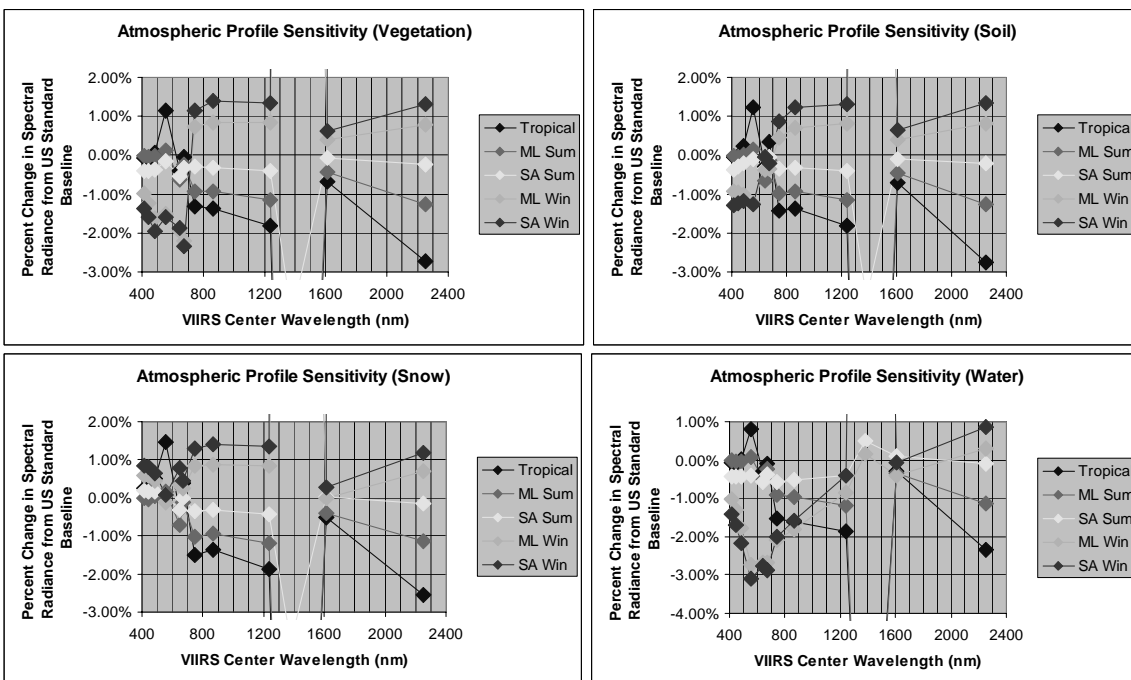 Atmospheric Profile Sensitivity (Vegetation)
Percent Change in Spectral
Radiance from US Standard
Baseline
2.00%
1.00%
0.00%
-1.00%
-2.00%
-3.00%
400 800 1200 1600 2000 2400
VIIRS Center Wavelength (nm)
Tropical
ML Sum
SA Sum
ML Win
SA Win
Atmospheric Profile Sensitivity (Soil)
Percent Change in Spectral
Radiance from US Standard
Baseline
2.00%
1.00%
0.00%
-1.00%
-2.00%
-3.00%
400 800 1200 1600 2000 2400
VIIRS Center Wavelength (nm)
Tropical
ML Sum
SA Sum
ML Win
SA Win
Atmospheric Profile Sensitivity (Snow)
Percent Change in Spectral
Radiance from US Standard
Baseline
2.00%
1.00%
0.00%
-1.00%
-2.00%
-3.00%
400 800 1200 1600 2000 2400
VIIRS Center Wavelength (nm)
Tropical
ML Sum
SA Sum
ML Win
SA Win
Atmospheric Profile Sensitivity (Water)
Percent Change in Spectral
Radiance from US Standard
Baseline
1.00%
0.00%
-1.00%
-2.00%
-3.00%
-4.00%
400 800 1200 1600 2000 2400
VIIRS Center Wavelength (nm)
Tropical
ML Sum
SA Sum
ML Win
SA Win